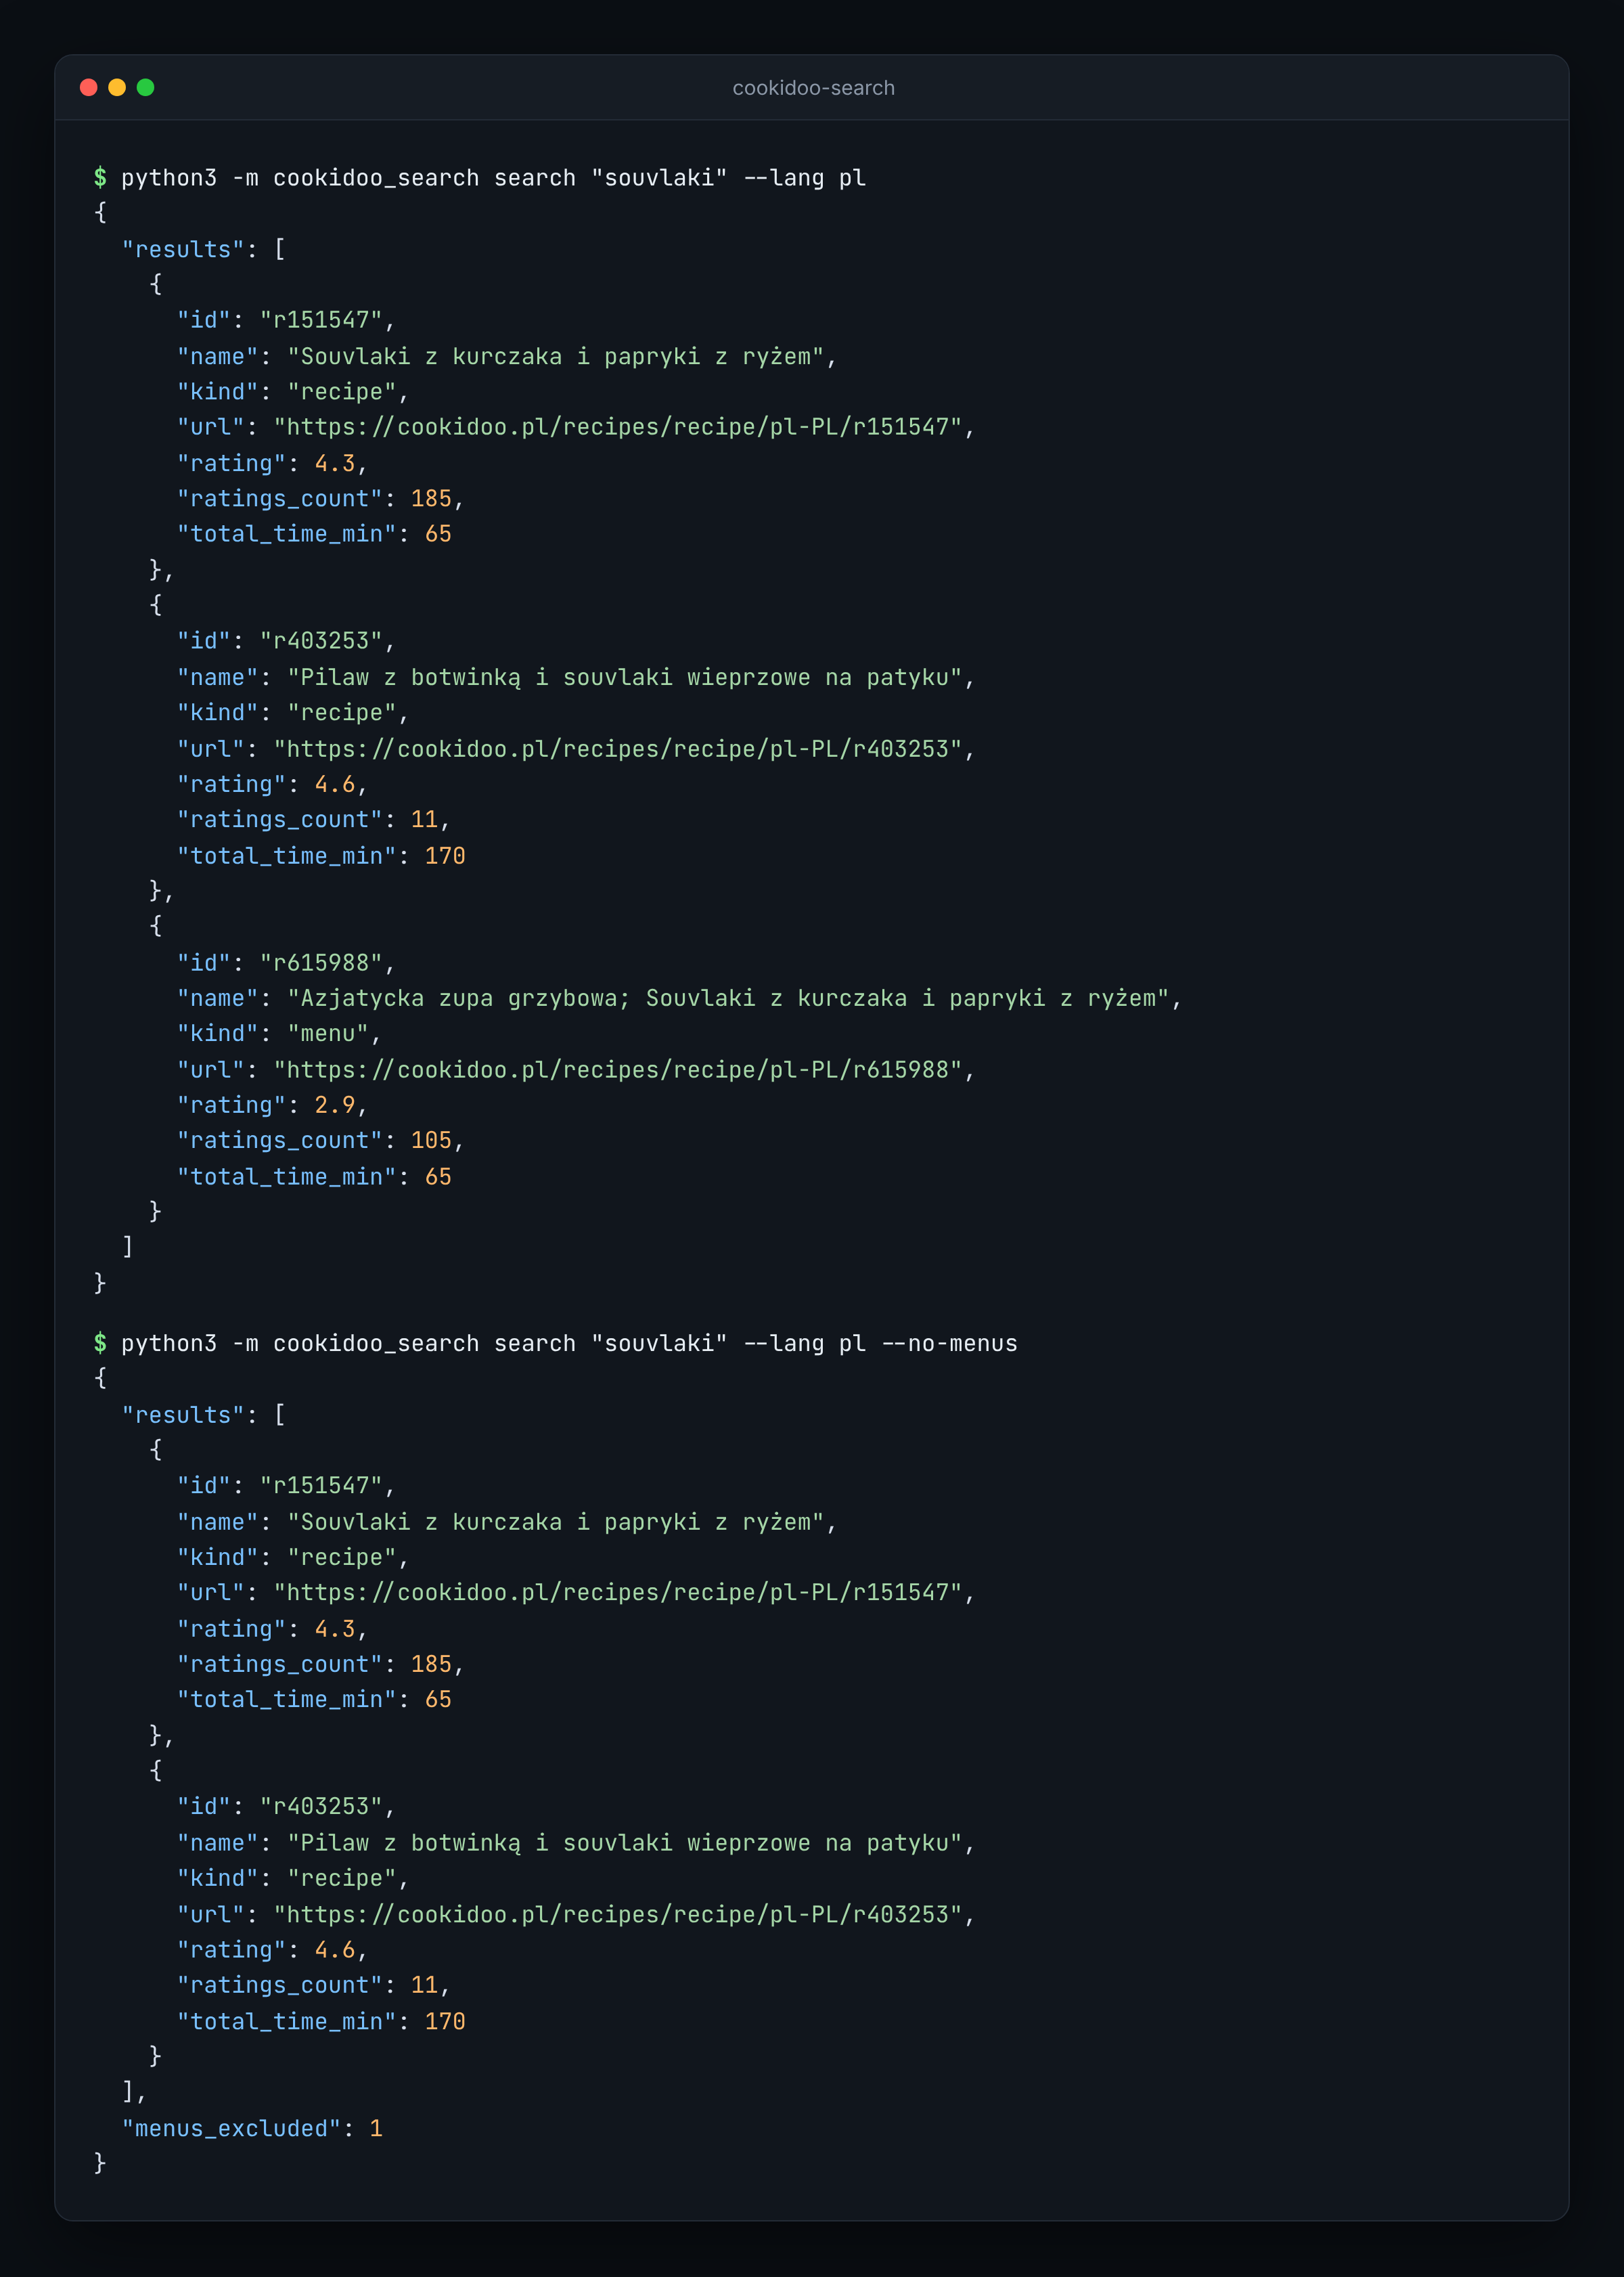 cookidoo-search
$ python3 -m cookidoo_search search "souvlaki" --lang pl
{
  "results": [
    {
      "id": "r151547",
      "name": "Souvlaki z kurczaka i papryki z ryżem",
      "kind": "recipe",
      "url": "https://cookidoo.pl/recipes/recipe/pl-PL/r151547",
      "rating": 4.3,
      "ratings_count": 185,
      "total_time_min": 65
    },
    {
      "id": "r403253",
      "name": "Pilaw z botwinką i souvlaki wieprzowe na patyku",
      "kind": "recipe",
      "url": "https://cookidoo.pl/recipes/recipe/pl-PL/r403253",
      "rating": 4.6,
      "ratings_count": 11,
      "total_time_min": 170
    },
    {
      "id": "r615988",
      "name": "Azjatycka zupa grzybowa; Souvlaki z kurczaka i papryki z ryżem",
      "kind": "menu",
      "url": "https://cookidoo.pl/recipes/recipe/pl-PL/r615988",
      "rating": 2.9,
      "ratings_count": 105,
      "total_time_min": 65
    }
  ]
}
$ python3 -m cookidoo_search search "souvlaki" --lang pl --no-menus
{
  "results": [
    {
      "id": "r151547",
      "name": "Souvlaki z kurczaka i papryki z ryżem",
      "kind": "recipe",
      "url": "https://cookidoo.pl/recipes/recipe/pl-PL/r151547",
      "rating": 4.3,
      "ratings_count": 185,
      "total_time_min": 65
    },
    {
      "id": "r403253",
      "name": "Pilaw z botwinką i souvlaki wieprzowe na patyku",
      "kind": "recipe",
      "url": "https://cookidoo.pl/recipes/recipe/pl-PL/r403253",
      "rating": 4.6,
      "ratings_count": 11,
      "total_time_min": 170
    }
  ],
  "menus_excluded": 1
}